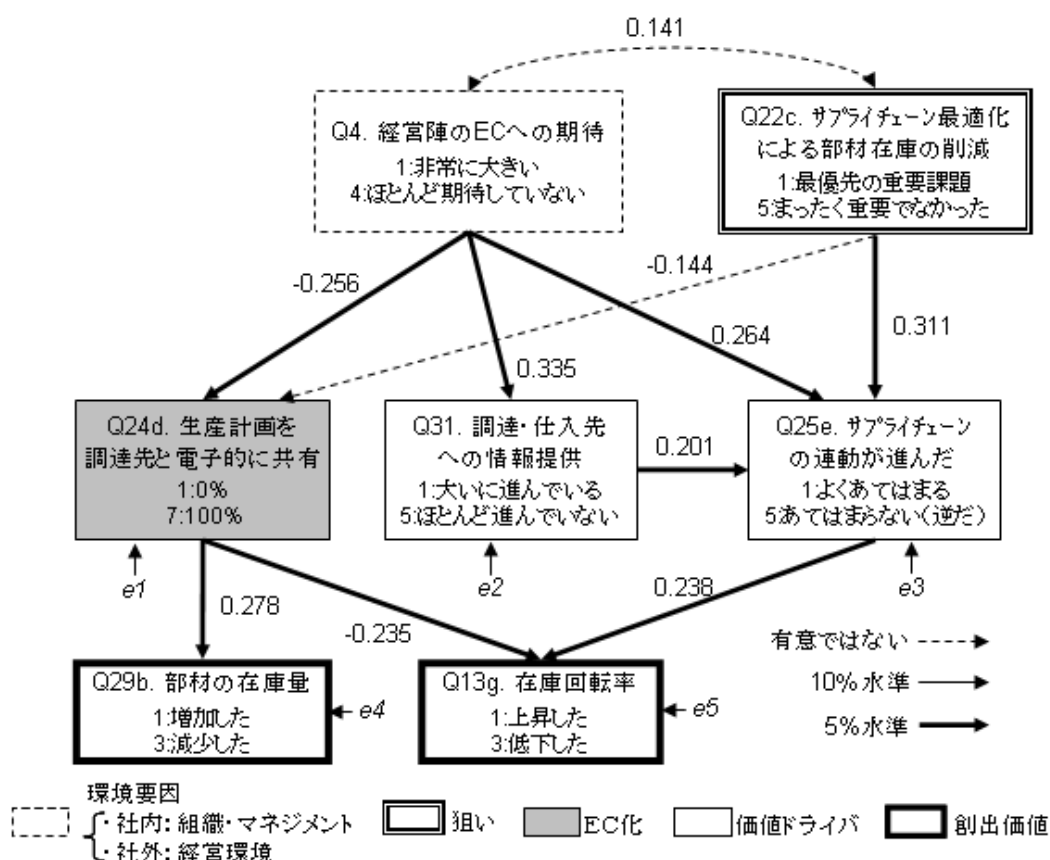 0.141
Q4. 経営陣のECへの期待
1:非常に大きい
4:ほとんど期待していない
Q22c. サプライチェーン最適化
による部材在庫の削減
1:最優先の重要課題
5:まったく重要でなかった
-0.256
-0.144
0.335
0.264
0.311
Q24d. 生産計画を
調達先と電子的に共有
1:0%
7:100%
Q31. 調達・仕入先
への情報提供
1:大いに進んでいる
5:ほとんど進んでいない
0.201
Q25e. サプライチェーン
の連動が進んだ
1:よくあてはまる
5あてはまらない(逆だ)
e1
e2
e3
0.278
-0.235
0.238
Q29b. 部材の在庫量
1:増加した
3:減少した
e4
Q13g. 在庫回転率
1:上昇した
3:低下した
e5
有意ではない
10%水準
5%水準
環境要因
・社内: 組織・マネジメント
・社外: 経営環境
狙い
EC化
価値ドライバ
創出価値